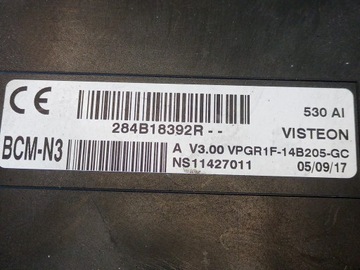 CE
530 AI
284B18392R--
VISTEON
BCM-N3
A V3.00 VPGR1F-14B205-GC
NS11427011
05/09/17